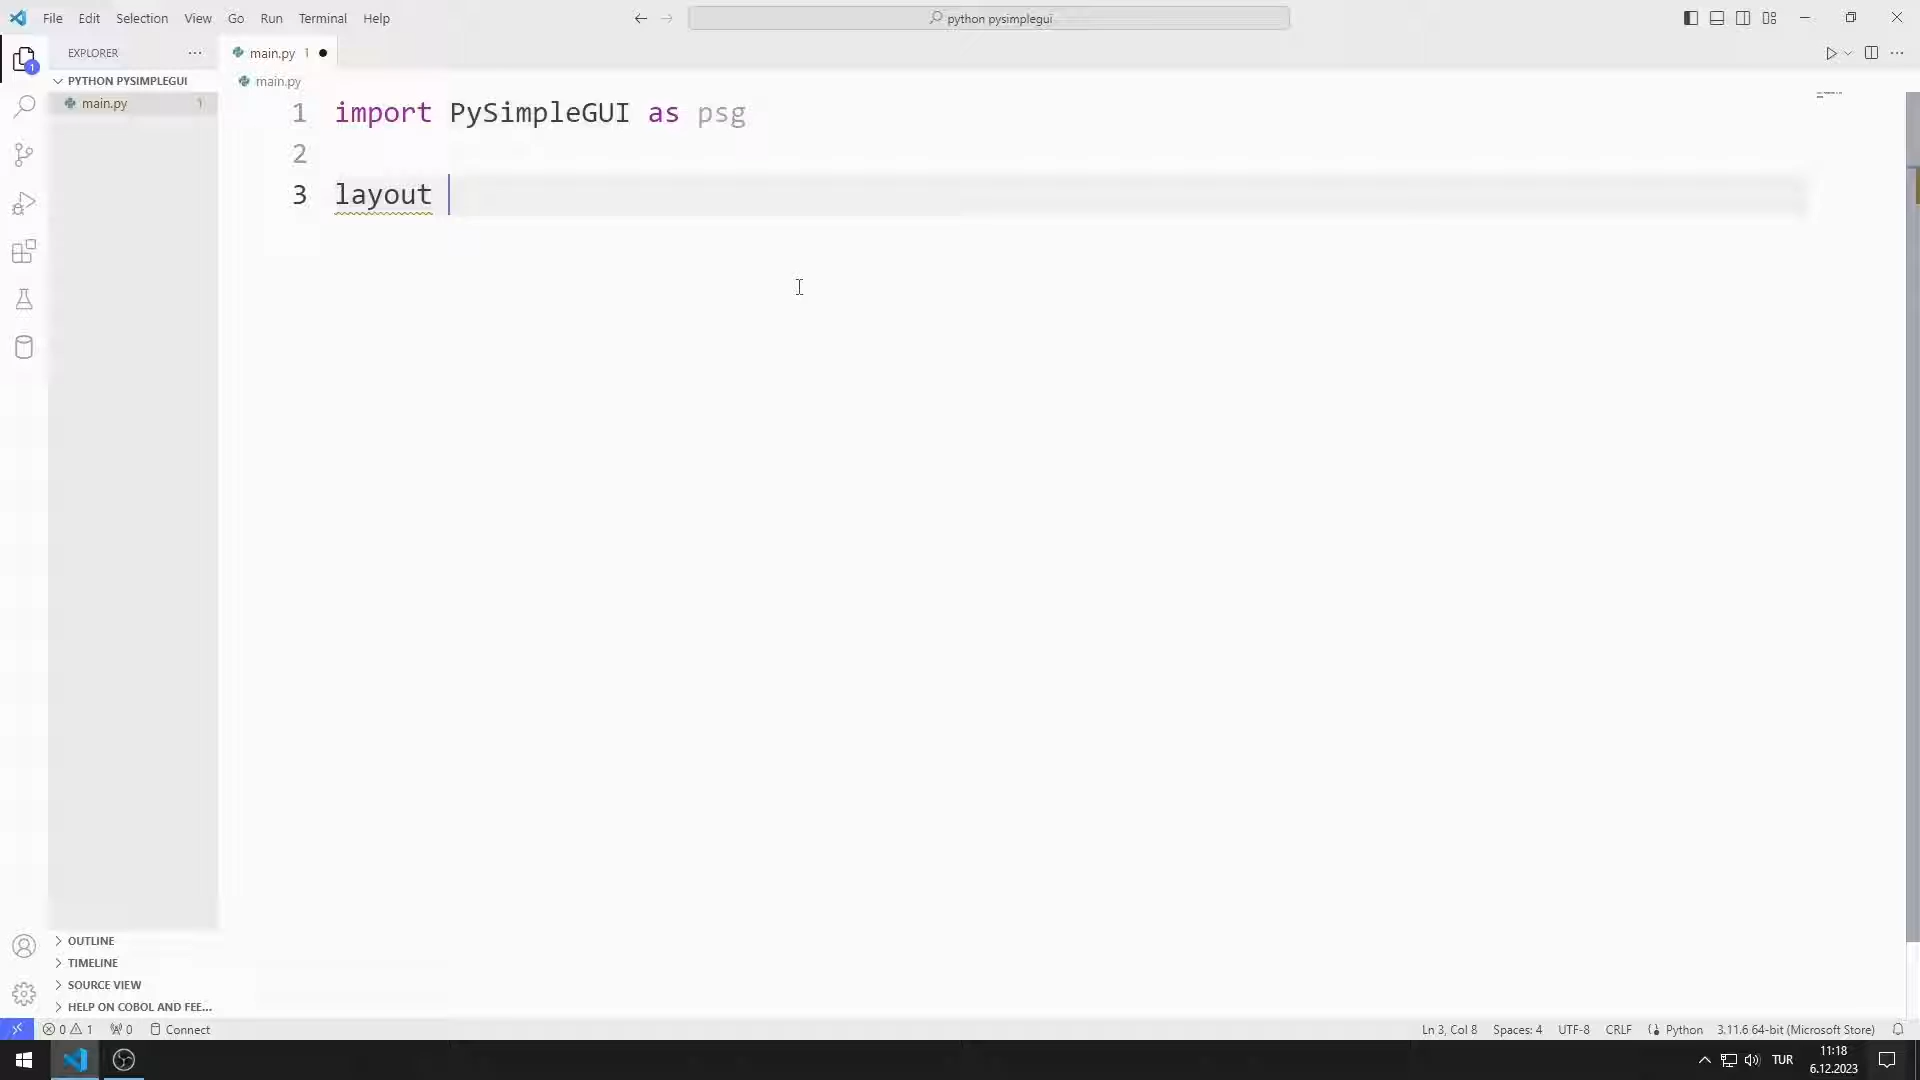 File Edit Selection View Go Run Terminal Help
python pysimplegui
EXPLORER
main.py 1
1
PYTHON PYSIMPLEGUI
main.py
main.py 1
1 import PySimpleGUI as psg
2
3 layout
OUTLINE
TIMELINE
SOURCE VIEW
HELP ON COBOL AND FEE...
0 1 0 Connect
Ln 3, Col 8 Spaces: 4 UTF-8 CRLF Python 3.11.6 64-bit (Microsoft Store)
TUR
11:18
6.12.2023